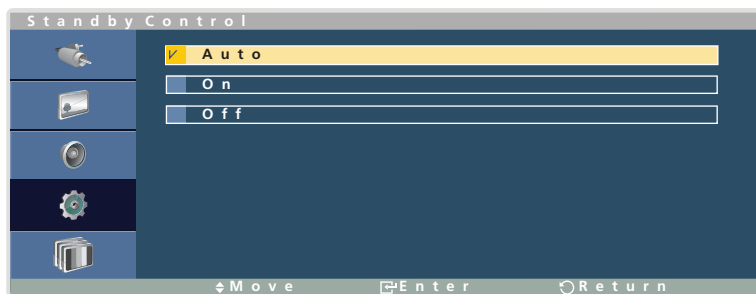 Standby Control
Auto
On
Off
Move Enter Return